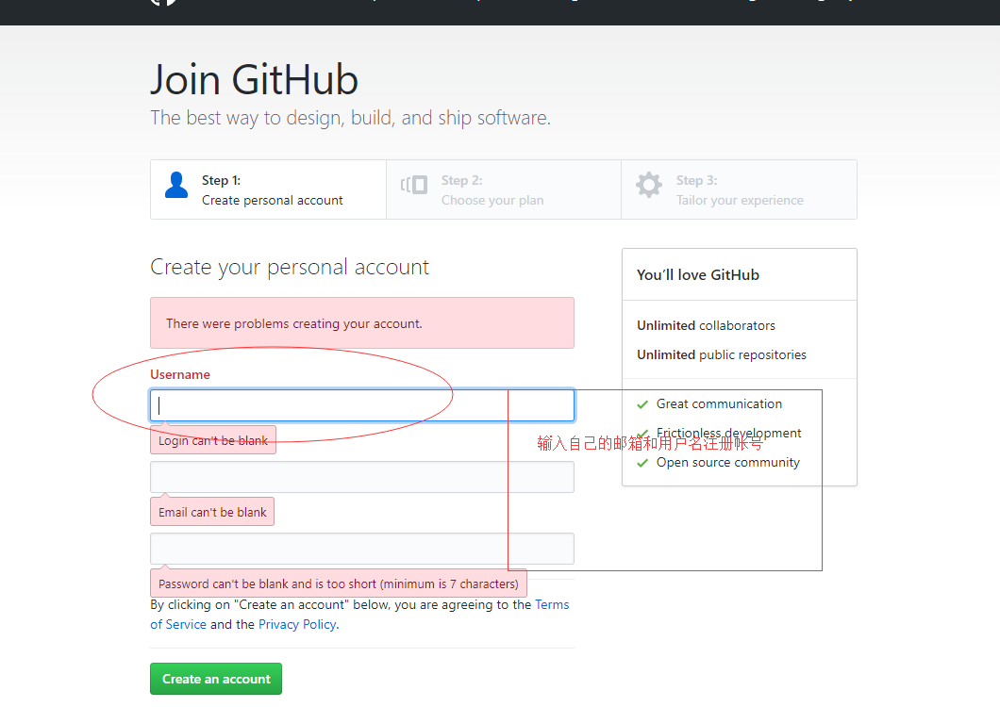 Join GitHub
The best way to design, build, and ship software.
Step 1:
Create personal account
Step 2:
Choose your plan
Step 3:
Tailor your experience
Create your personal account
There were problems creating your account.
Username
Login can't be blank
Email can't be blank
Password can't be blank and is too short (minimum is 7 characters)
By clicking on "Create an account" below, you are agreeing to the Terms
of Service and the Privacy Policy.
Create an account
You'll love GitHub
Unlimited collaborators
Unlimited public repositories
Great communication
Frictionless development
Open source community
输入自己的邮箱和用户名注册帐号